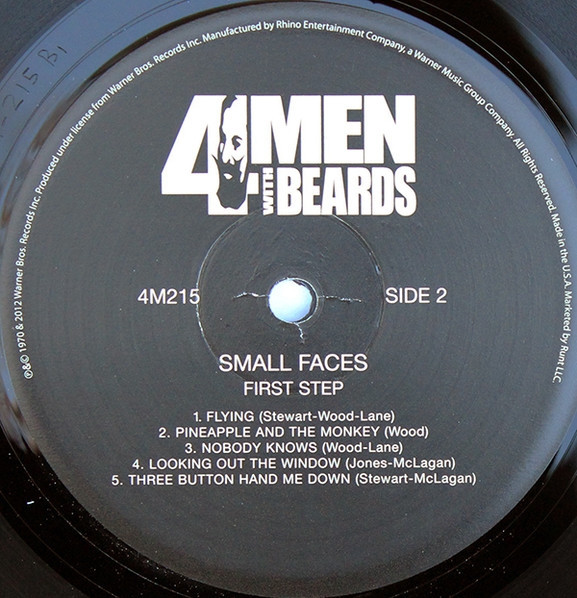 ℗&© 1970 & 2012 Warner Bros. Records Inc. Produced under license from Warner Bros. Records Inc. Manufactured by Rhino Entertainment Company, a Warner Music Group Company. All Rights Reserved. Made in the U.S.A. Marketed by Runt LLC
4 MEN
WITH BEARDS
4M215 SIDE 2
SMALL FACES
FIRST STEP
1. FLYING (Stewart-Wood-Lane)
2. PINEAPPLE AND THE MONKEY (Wood)
3. NOBODY KNOWS (Wood-Lane)
4. LOOKING OUT THE WINDOW (Jones-McLagan)
5. THREE BUTTON HAND ME DOWN (Stewart-McLagan)